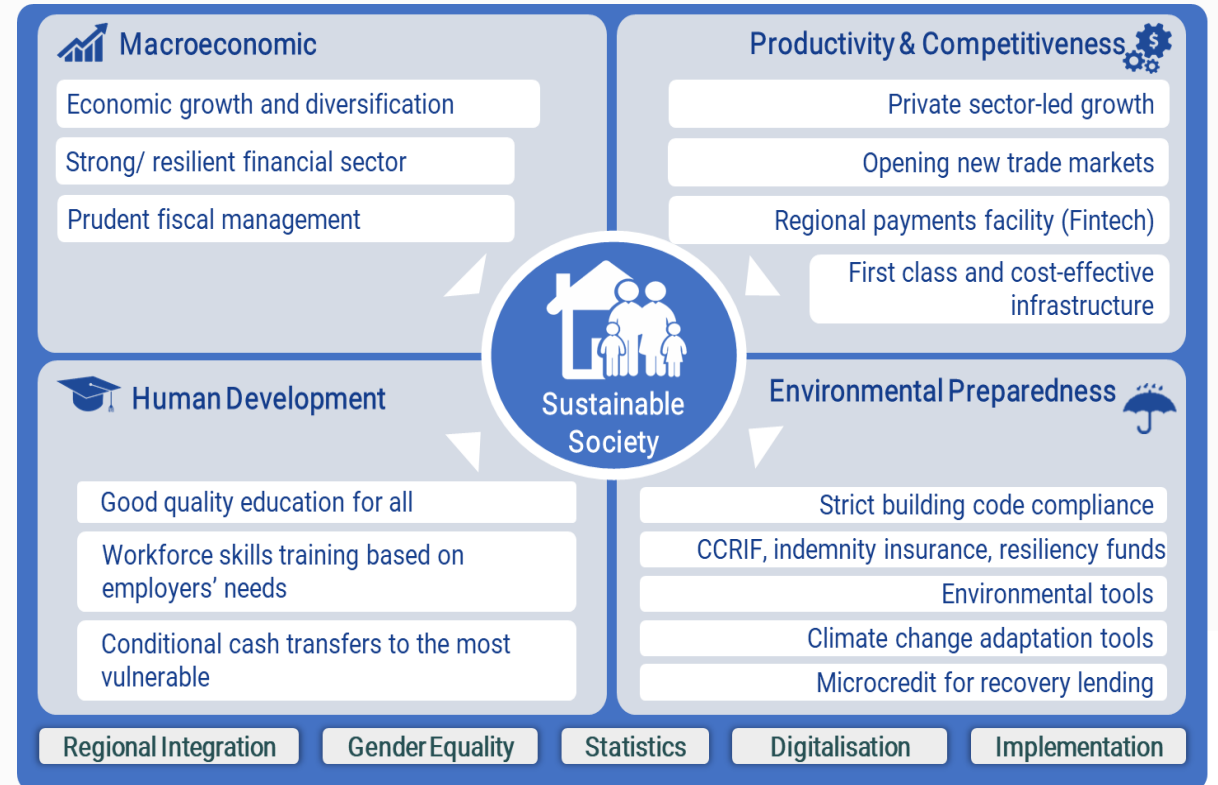 Macroeconomic
Economic growth and diversification
Strong/ resilient financial sector
Prudent fiscal management
Productivity & Competitiveness
$
Private sector-led growth
Opening new trade markets
Regional payments facility (Fintech)
First class and cost-effective
infrastructure
Sustainable
Society
Human Development
Good quality education for all
Workforce skills training based on
employers’ needs
Conditional cash transfers to the most
vulnerable
Environmental Preparedness
Strict building code compliance
CCRIF, indemnity insurance, resiliency funds
Environmental tools
Climate change adaptation tools
Microcredit for recovery lending
Regional Integration
Gender Equality
Statistics
Digitalisation
Implementation